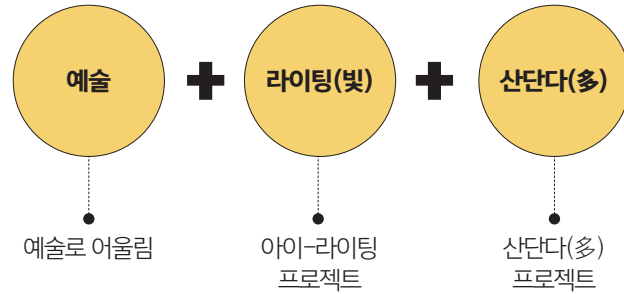 예술
라이팅(빛)
산단다(多)
예술로 어울림
아이-라이팅
프로젝트
산단다(多)
프로젝트